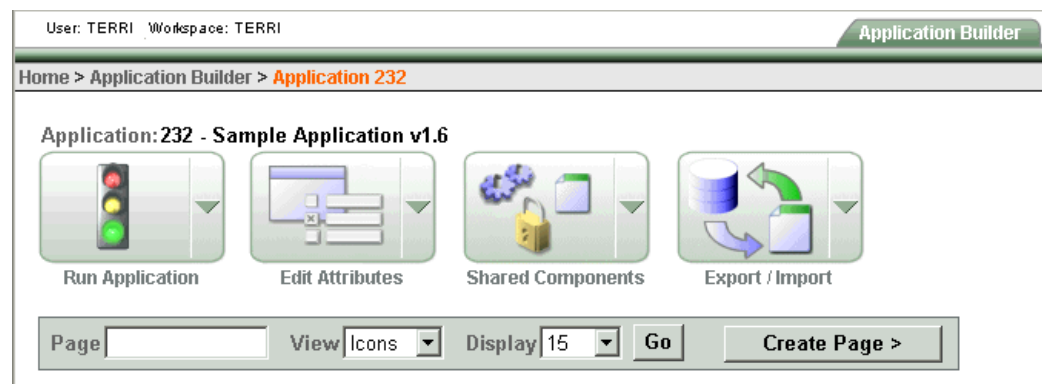 User: TERRI Workspace: TERRI
Application Builder
Home > Application Builder > Application 232
Application: 232 - Sample Application v1.6
Run Application
Edit Attributes
Shared Components
Export / Import
Page View Icons Display 15 Go Create Page >